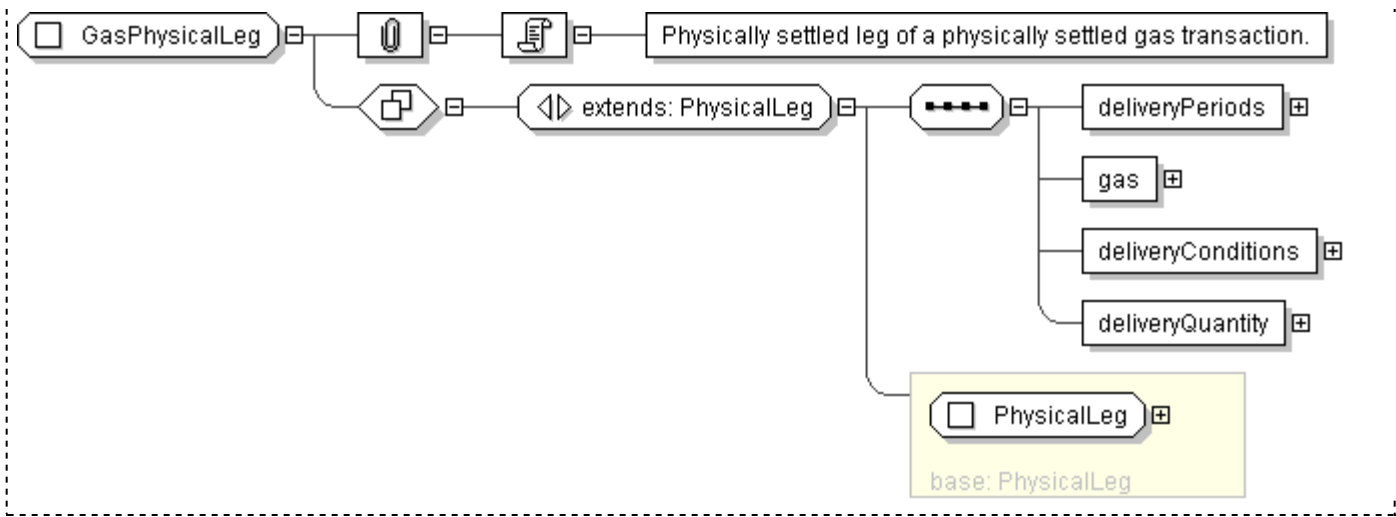 GasPhysicalLeg
Physically settled leg of a physically settled gas transaction.
extends: PhysicalLeg
deliveryPeriods
gas
deliveryConditions
deliveryQuantity
PhysicalLeg
base: PhysicalLeg